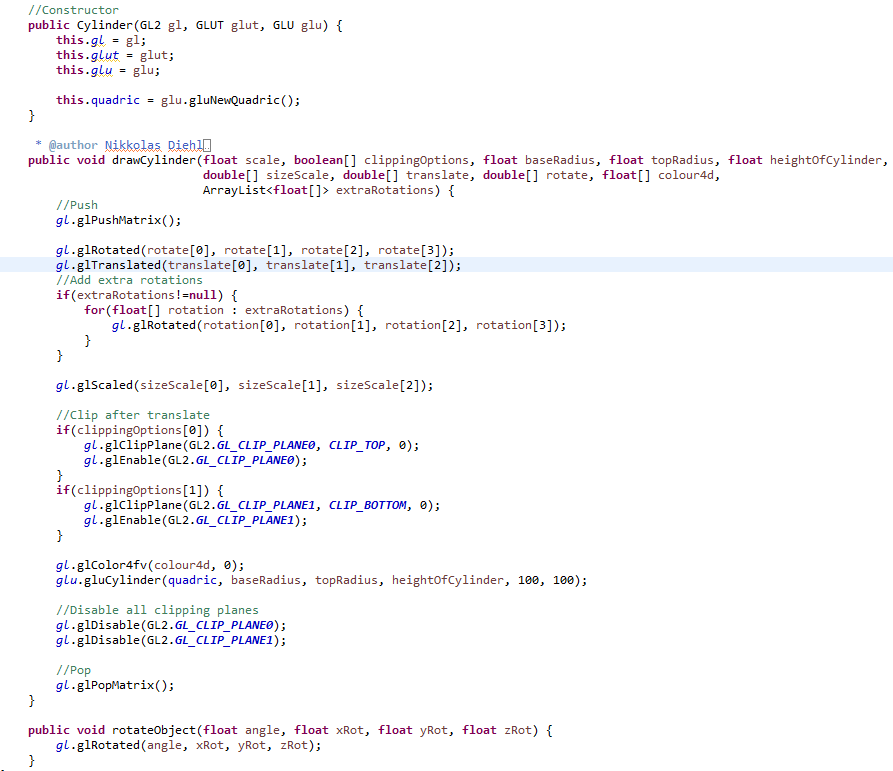 //Constructor
public Cylinder(GL2 gl, GLUT glut, GLU glu) {
this.gl = gl;
this.glut = glut;
this.glu = glu;
this.quadric = glu.gluNewQuadric();
}
* @author Nikkolas Diehl
public void drawCylinder(float scale, boolean[] clippingOptions, float baseRadius, float topRadius, float heightOfCylinder,
double[] sizeScale, double[] translate, double[] rotate, float[] colour4d,
ArrayList<float[]> extraRotations) {
//Push
gl.glPushMatrix();
gl.glRotated(rotate[0], rotate[1], rotate[2], rotate[3]);
gl.glTranslated(translate[0], translate[1], translate[2]);
//Add extra rotations
if(extraRotations!=null) {
for(float[] rotation : extraRotations) {
gl.glRotated(rotation[0], rotation[1], rotation[2], rotation[3]);
}
}
gl.glScaled(sizeScale[0], sizeScale[1], sizeScale[2]);
//Clip after translate
if(clippingOptions[0]) {
gl.glClipPlane(GL2.GL_CLIP_PLANE0, CLIP_TOP, 0);
gl.glEnable(GL2.GL_CLIP_PLANE0);
}
if(clippingOptions[1]) {
gl.glClipPlane(GL2.GL_CLIP_PLANE1, CLIP_BOTTOM, 0);
gl.glEnable(GL2.GL_CLIP_PLANE1);
}
gl.glColor4fv(colour4d, 0);
glu.gluCylinder(quadric, baseRadius, topRadius, heightOfCylinder, 100, 100);
//Disable all clipping planes
gl.glDisable(GL2.GL_CLIP_PLANE0);
gl.glDisable(GL2.GL_CLIP_PLANE1);
//Pop
gl.glPopMatrix();
}
public void rotateObject(float angle, float xRot, float yRot, float zRot) {
gl.glRotated(angle, xRot, yRot, zRot);
}